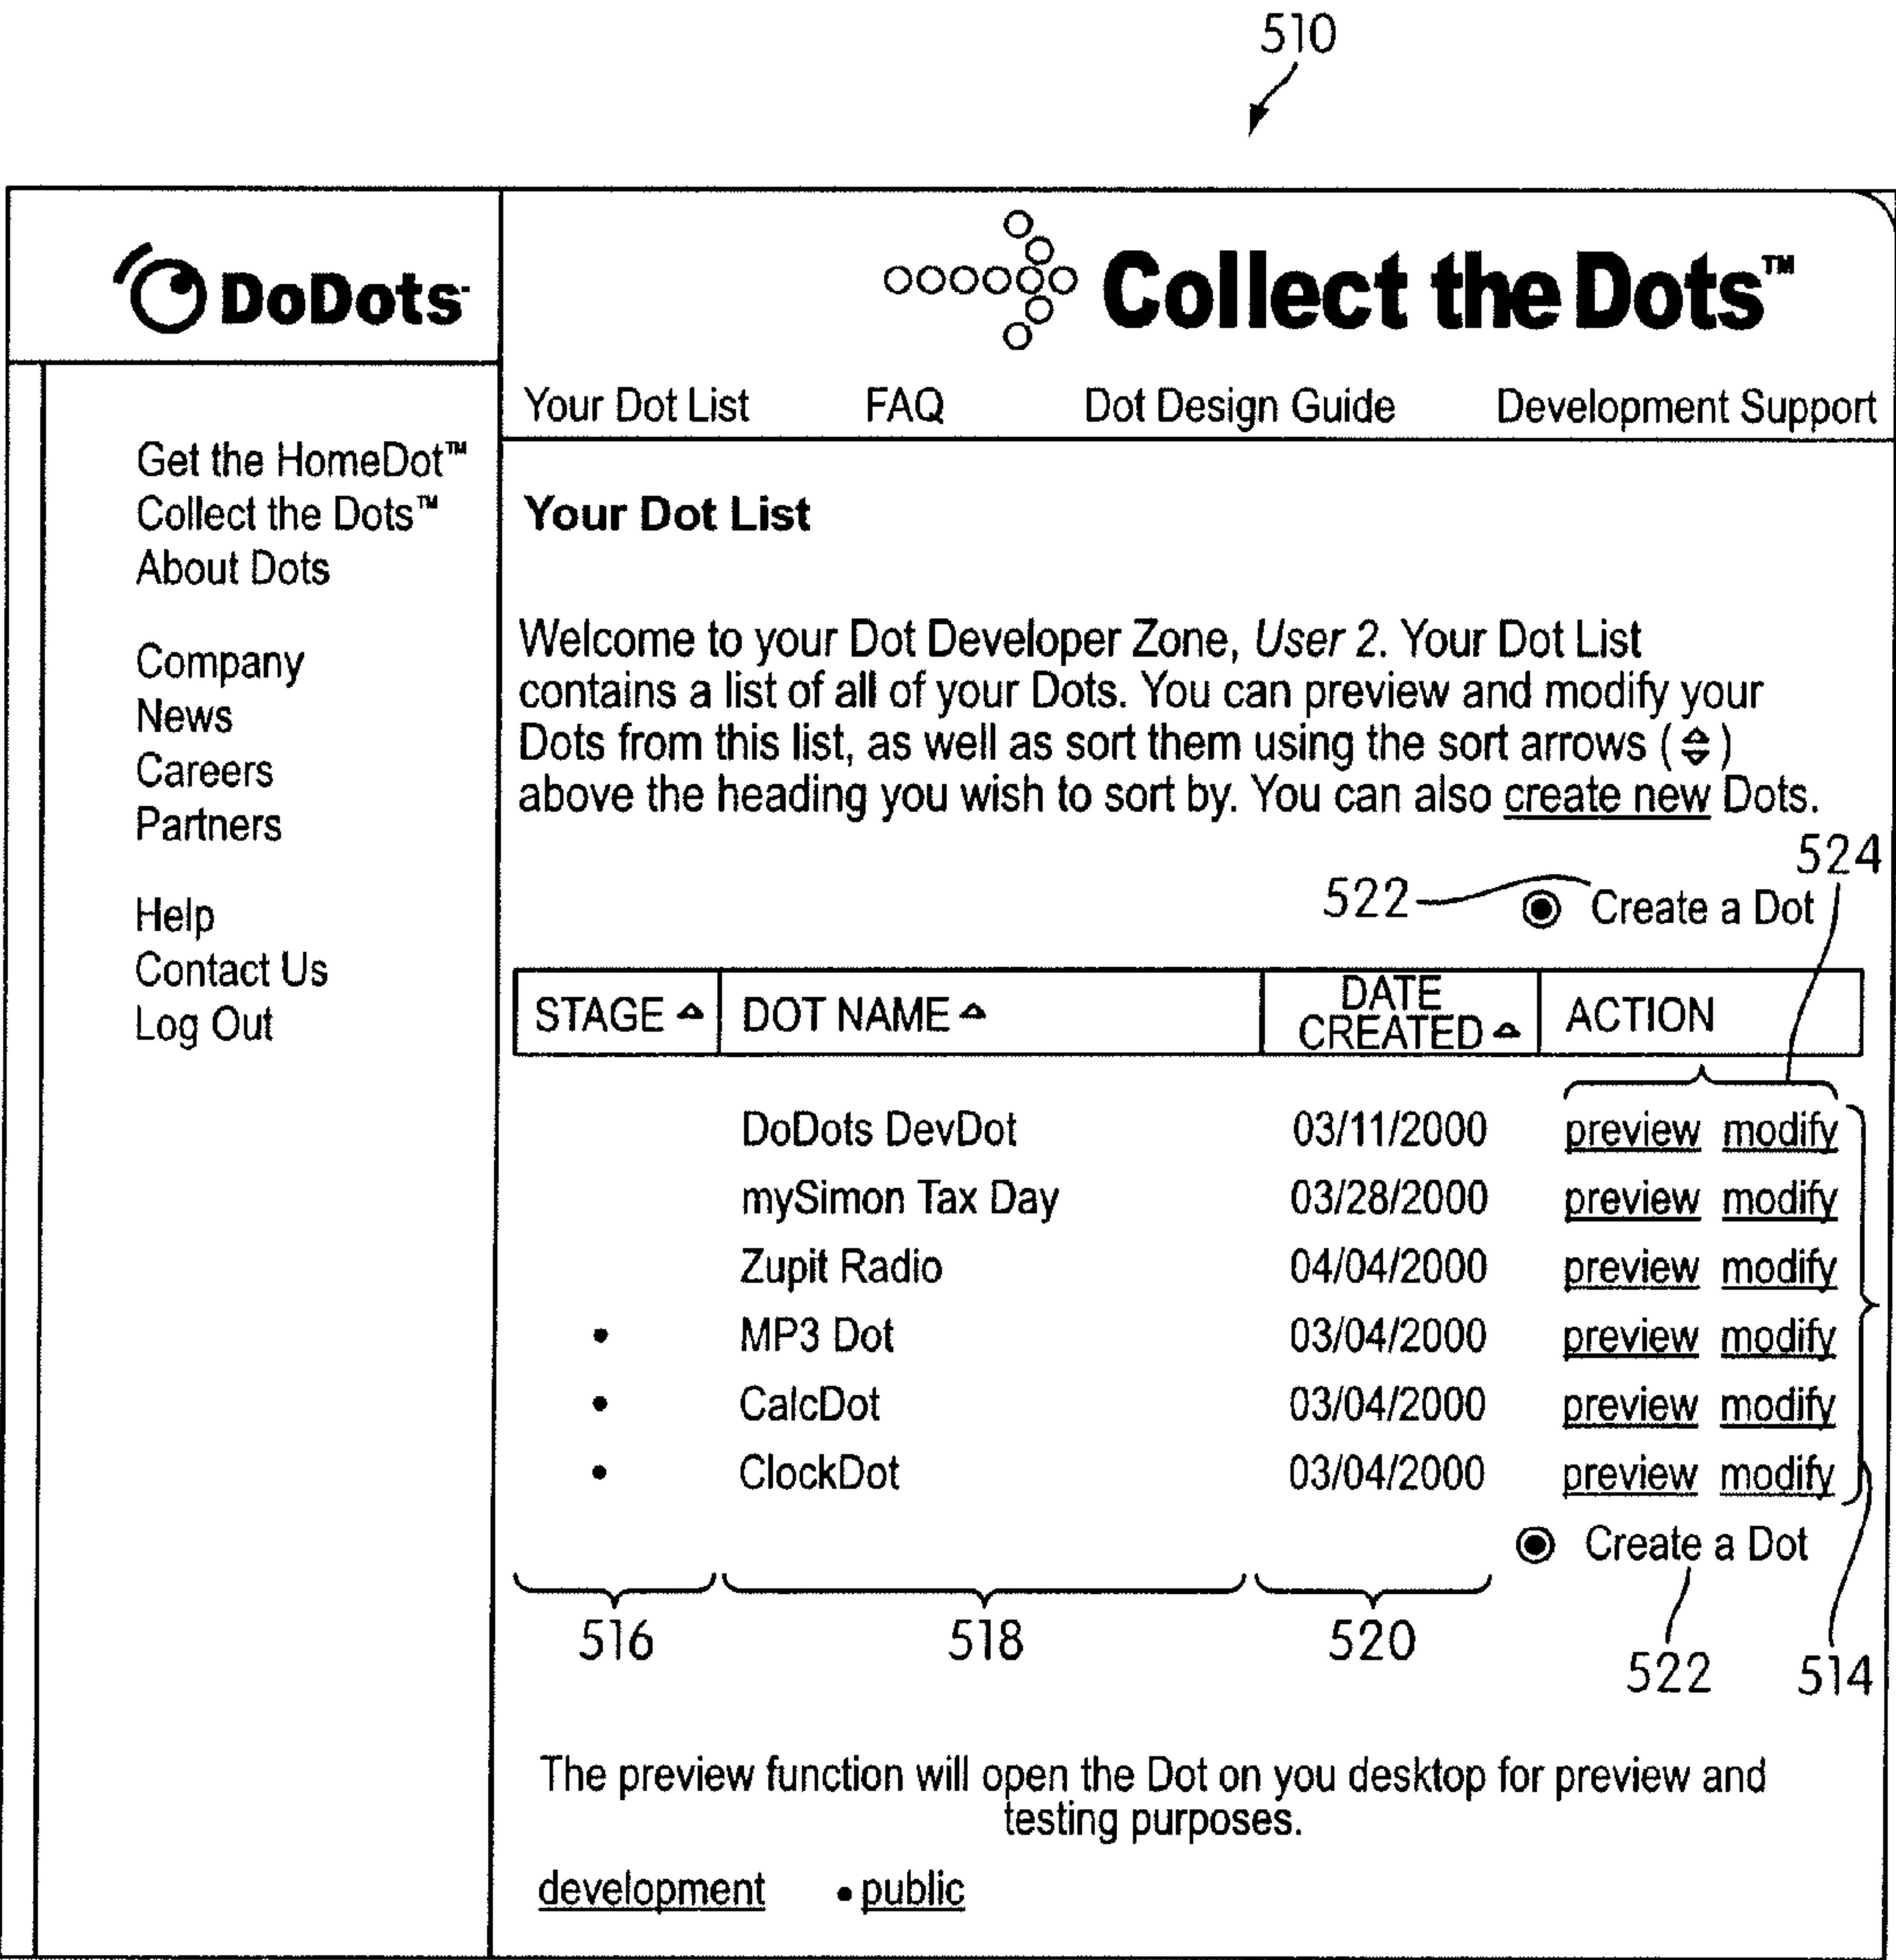 510
DoDots
Collect the Dots™
Your Dot List FAQ Dot Design Guide Development Support
Get the HomeDot™
Collect the Dots™
About Dots
Company
News
Careers
Partners
Help
Contact Us
Log Out
Your Dot List
Welcome to your Dot Developer Zone, User 2. Your Dot List
contains a list of all of your Dots. You can preview and modify your
Dots from this list, as well as sort them using the sort arrows ( )
above the heading you wish to sort by. You can also create new Dots.
524
522 Create a Dot
STAGE DOT NAME DATE CREATED ACTION
DoDots DevDot 03/11/2000 preview modify
mySimon Tax Day 03/28/2000 preview modify
Zupit Radio 04/04/2000 preview modify
• MP3 Dot 03/04/2000 preview modify
• CalcDot 03/04/2000 preview modify
• ClockDot 03/04/2000 preview modify
Create a Dot
516 518 520 522 514
The preview function will open the Dot on you desktop for preview and
testing purposes.
development • public